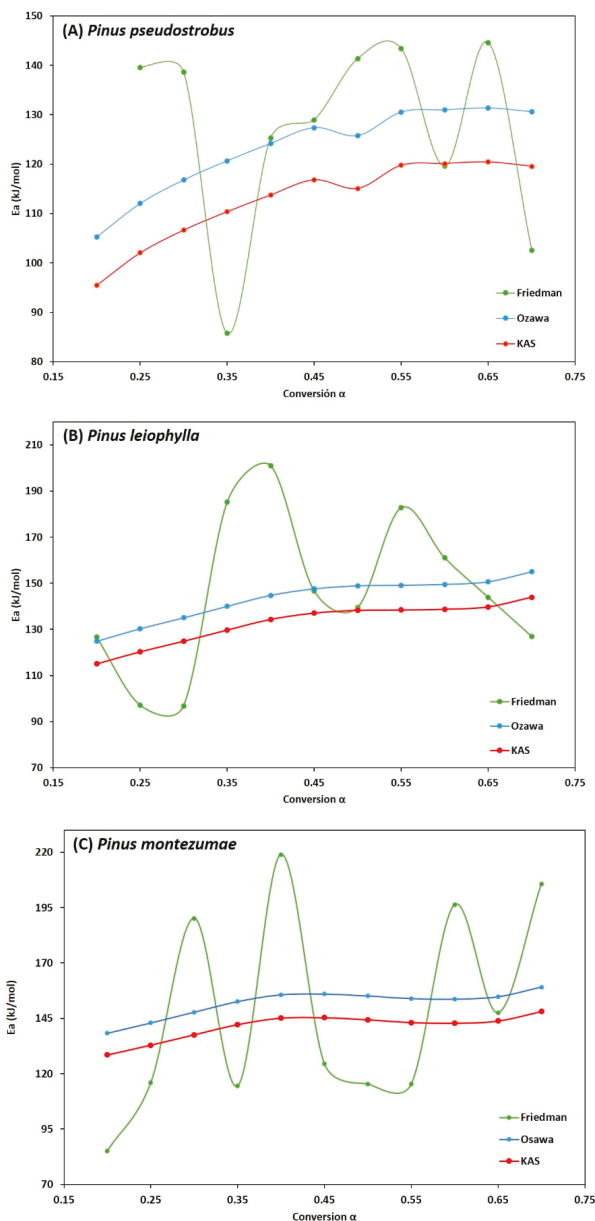 (A) Pinus pseudostrobus
150
140
130
120
110
100
90
80
Ea (kJ/mol)
0.15 0.25 0.35 0.45 0.55 0.65 0.75
Conversión α
Friedman
Ozawa
KAS
(B) Pinus leiophylla
210
190
170
150
130
110
90
70
Ea (kJ/mol)
0.15 0.25 0.35 0.45 0.55 0.65 0.75
Conversion α
Friedman
Ozawa
KAS
(C) Pinus montezumae
220
195
170
145
120
95
70
Ea (kJ/mol)
0.15 0.25 0.35 0.45 0.55 0.65 0.75
Conversion α
Friedman
Osawa
KAS